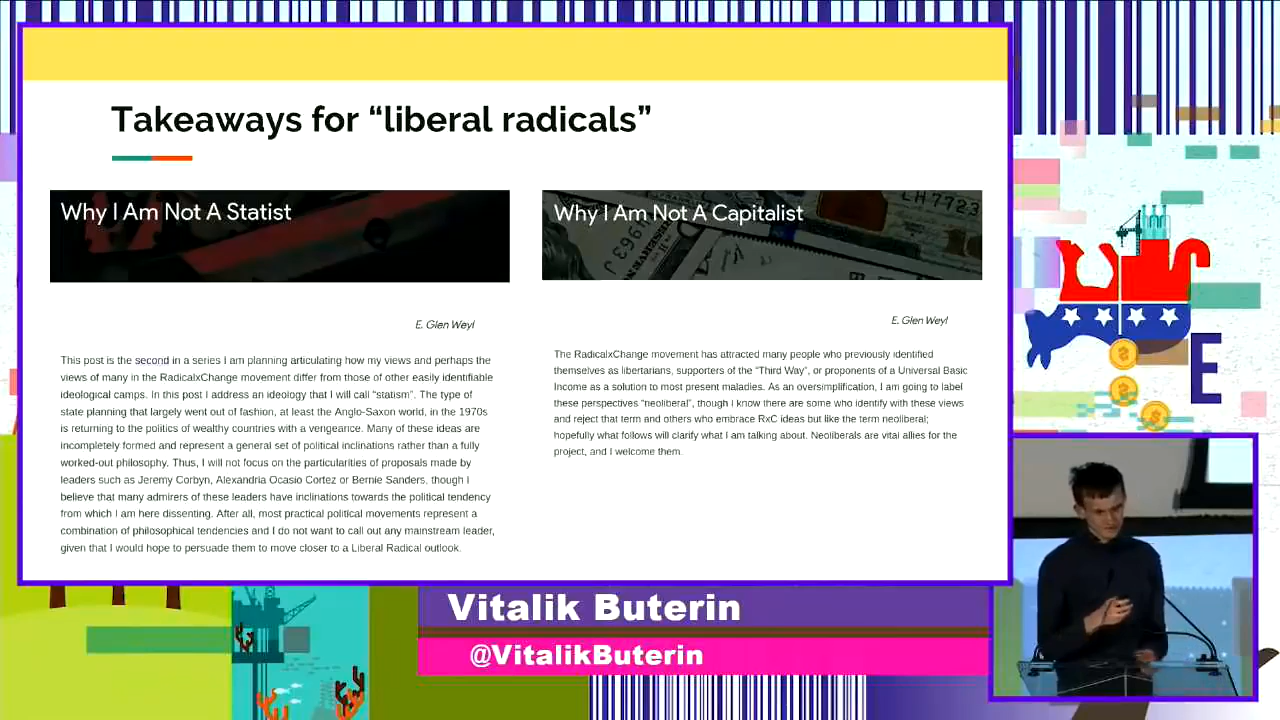 Takeaways for “liberal radicals”
Why I Am Not A Statist
E. Glen Weyl
This post is the second in a series I am planning articulating how my views and perhaps the
views of many in the RadicalxChange movement differ from those of other easily identifiable
ideological camps. In this post I address an ideology that I will call “statism”. The type of
state planning that largely went out of fashion, at least the Anglo-Saxon world, in the 1970s
is returning to the politics of wealthy countries with a vengeance. Many of these ideas are
incompletely formed and represent a general set of political inclinations rather than a fully
worked-out philosophy. Thus, I will not focus on the particularities of proposals made by
leaders such as Jeremy Corbyn, Alexandria Ocasio Cortez or Bernie Sanders, though I
believe that many admirers of these leaders have inclinations towards the political tendency
from which I am here dissenting. After all, most practical political movements represent a
combination of philosophical tendencies and I do not want to call out any mainstream leader,
given that I would hope to persuade them to move closer to a Liberal Radical outlook.
Why I Am Not A Capitalist
LH7723
E. Glen Weyl
The RadicalxChange movement has attracted many people who previously identified
themselves as libertarians, supporters of the “Third Way”, or proponents of a Universal Basic
Income as a solution to most present maladies. As an oversimplification, I am going to label
these perspectives “neoliberal”, though I know there are some who identify with these views
and reject that term and others who embrace RxC ideas but like the term neoliberal;
hopefully what follows will clarify what I am talking about. Neoliberals are vital allies for the
project, and I welcome them.
E
Vitalik Buterin
@VitalikButerin